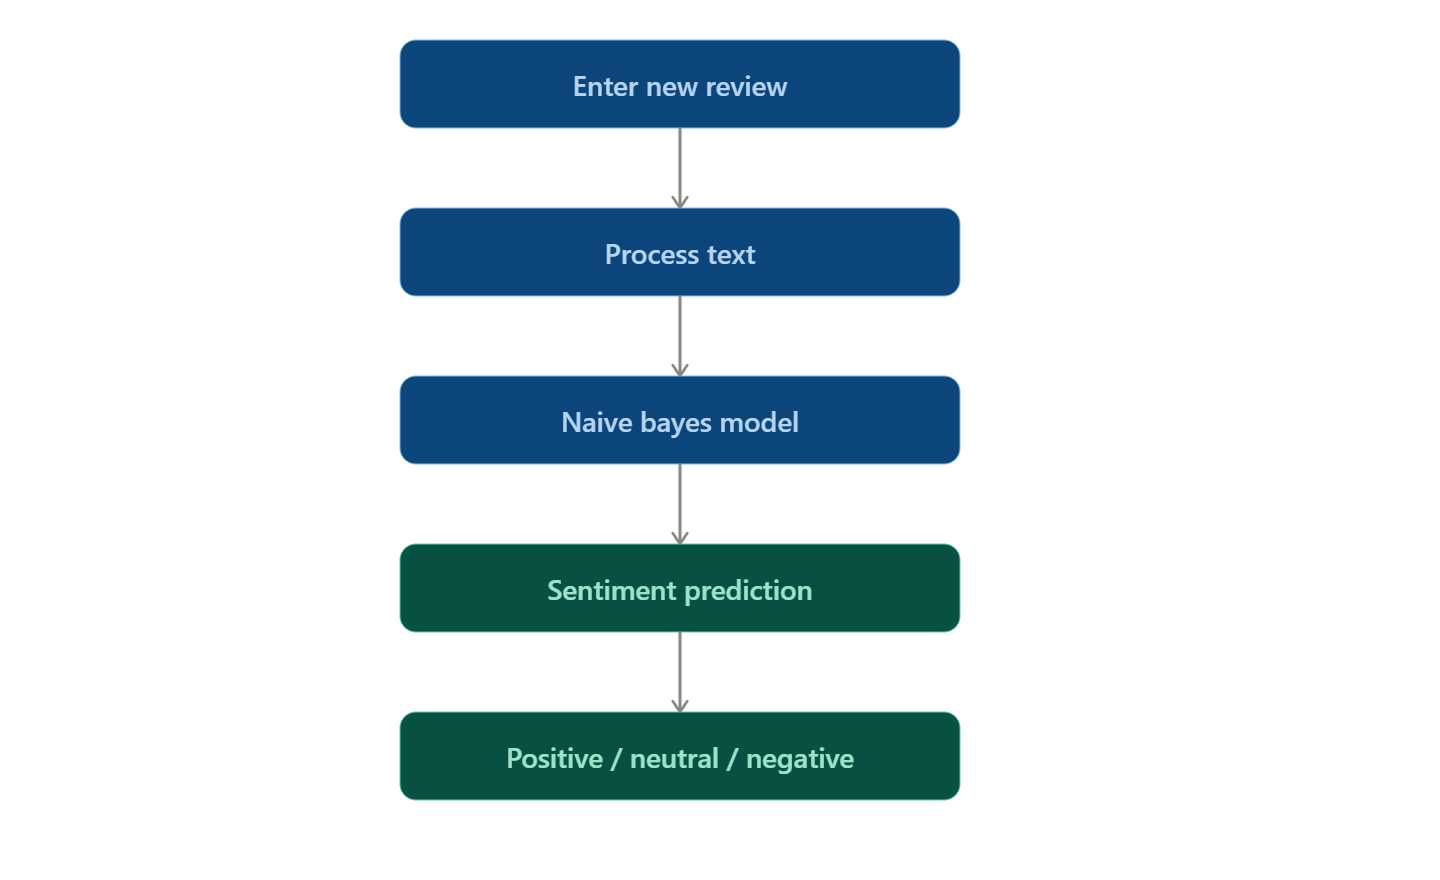 Enter new review
Process text
Naive bayes model
Sentiment prediction
Positive / neutral / negative